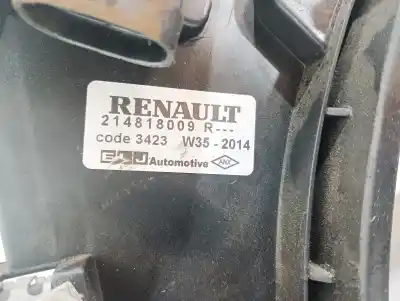 RENAULT
214818009 R---
code 3423 W35-2014
Automotive